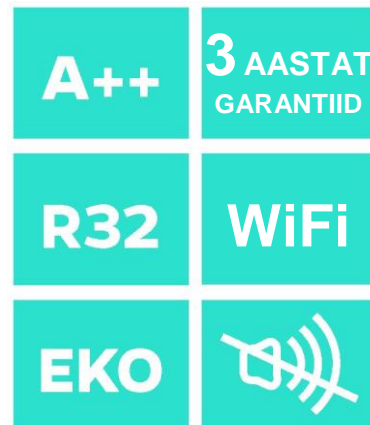 A++
3 AASTAT
GARANTIID
R32
WiFi
EKO